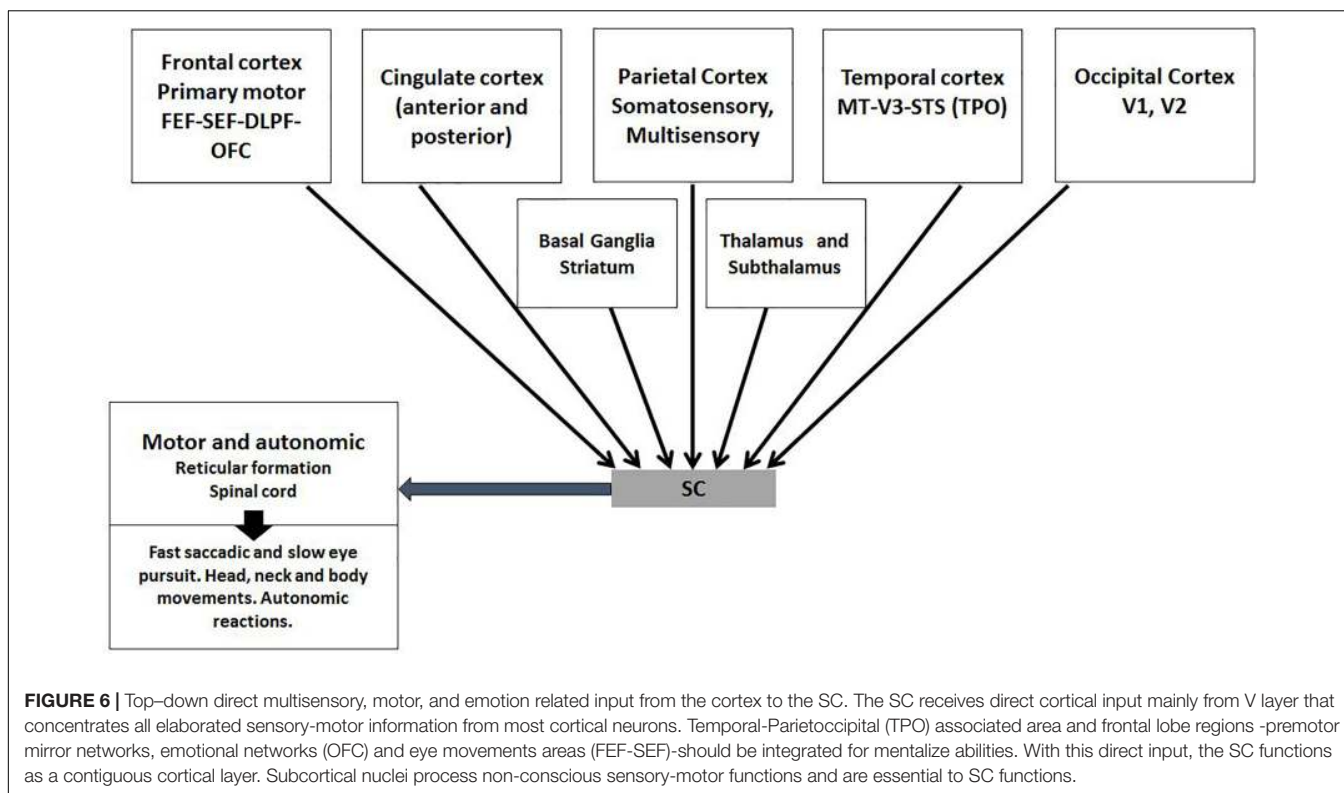 Frontal cortex
Primary motor
FEF-SEF-DLPF-
OFC
Cingulate cortex
(anterior and
posterior)
Parietal Cortex
Somatosensory,
Multisensory
Temporal cortex
MT-V3-STS (TPO)
Occipital Cortex
V1, V2
Basal Ganglia
Striatum
Thalamus and
Subthalamus
Motor and autonomic
Reticular formation
Spinal cord
SC
Fast saccadic and slow eye
pursuit. Head, neck and body
movements. Autonomic
reactions.
FIGURE 6 | Top–down direct multisensory, motor, and emotion related input from the cortex to the SC. The SC receives direct cortical input mainly from V layer that
concentrates all elaborated sensory-motor information from most cortical neurons. Temporal-Parietoccipital (TPO) associated area and frontal lobe regions -premotor
mirror networks, emotional networks (OFC) and eye movements areas (FEF-SEF)-should be integrated for mentalize abilities. With this direct input, the SC functions
as a contiguous cortical layer. Subcortical nuclei process non-conscious sensory-motor functions and are essential to SC functions.